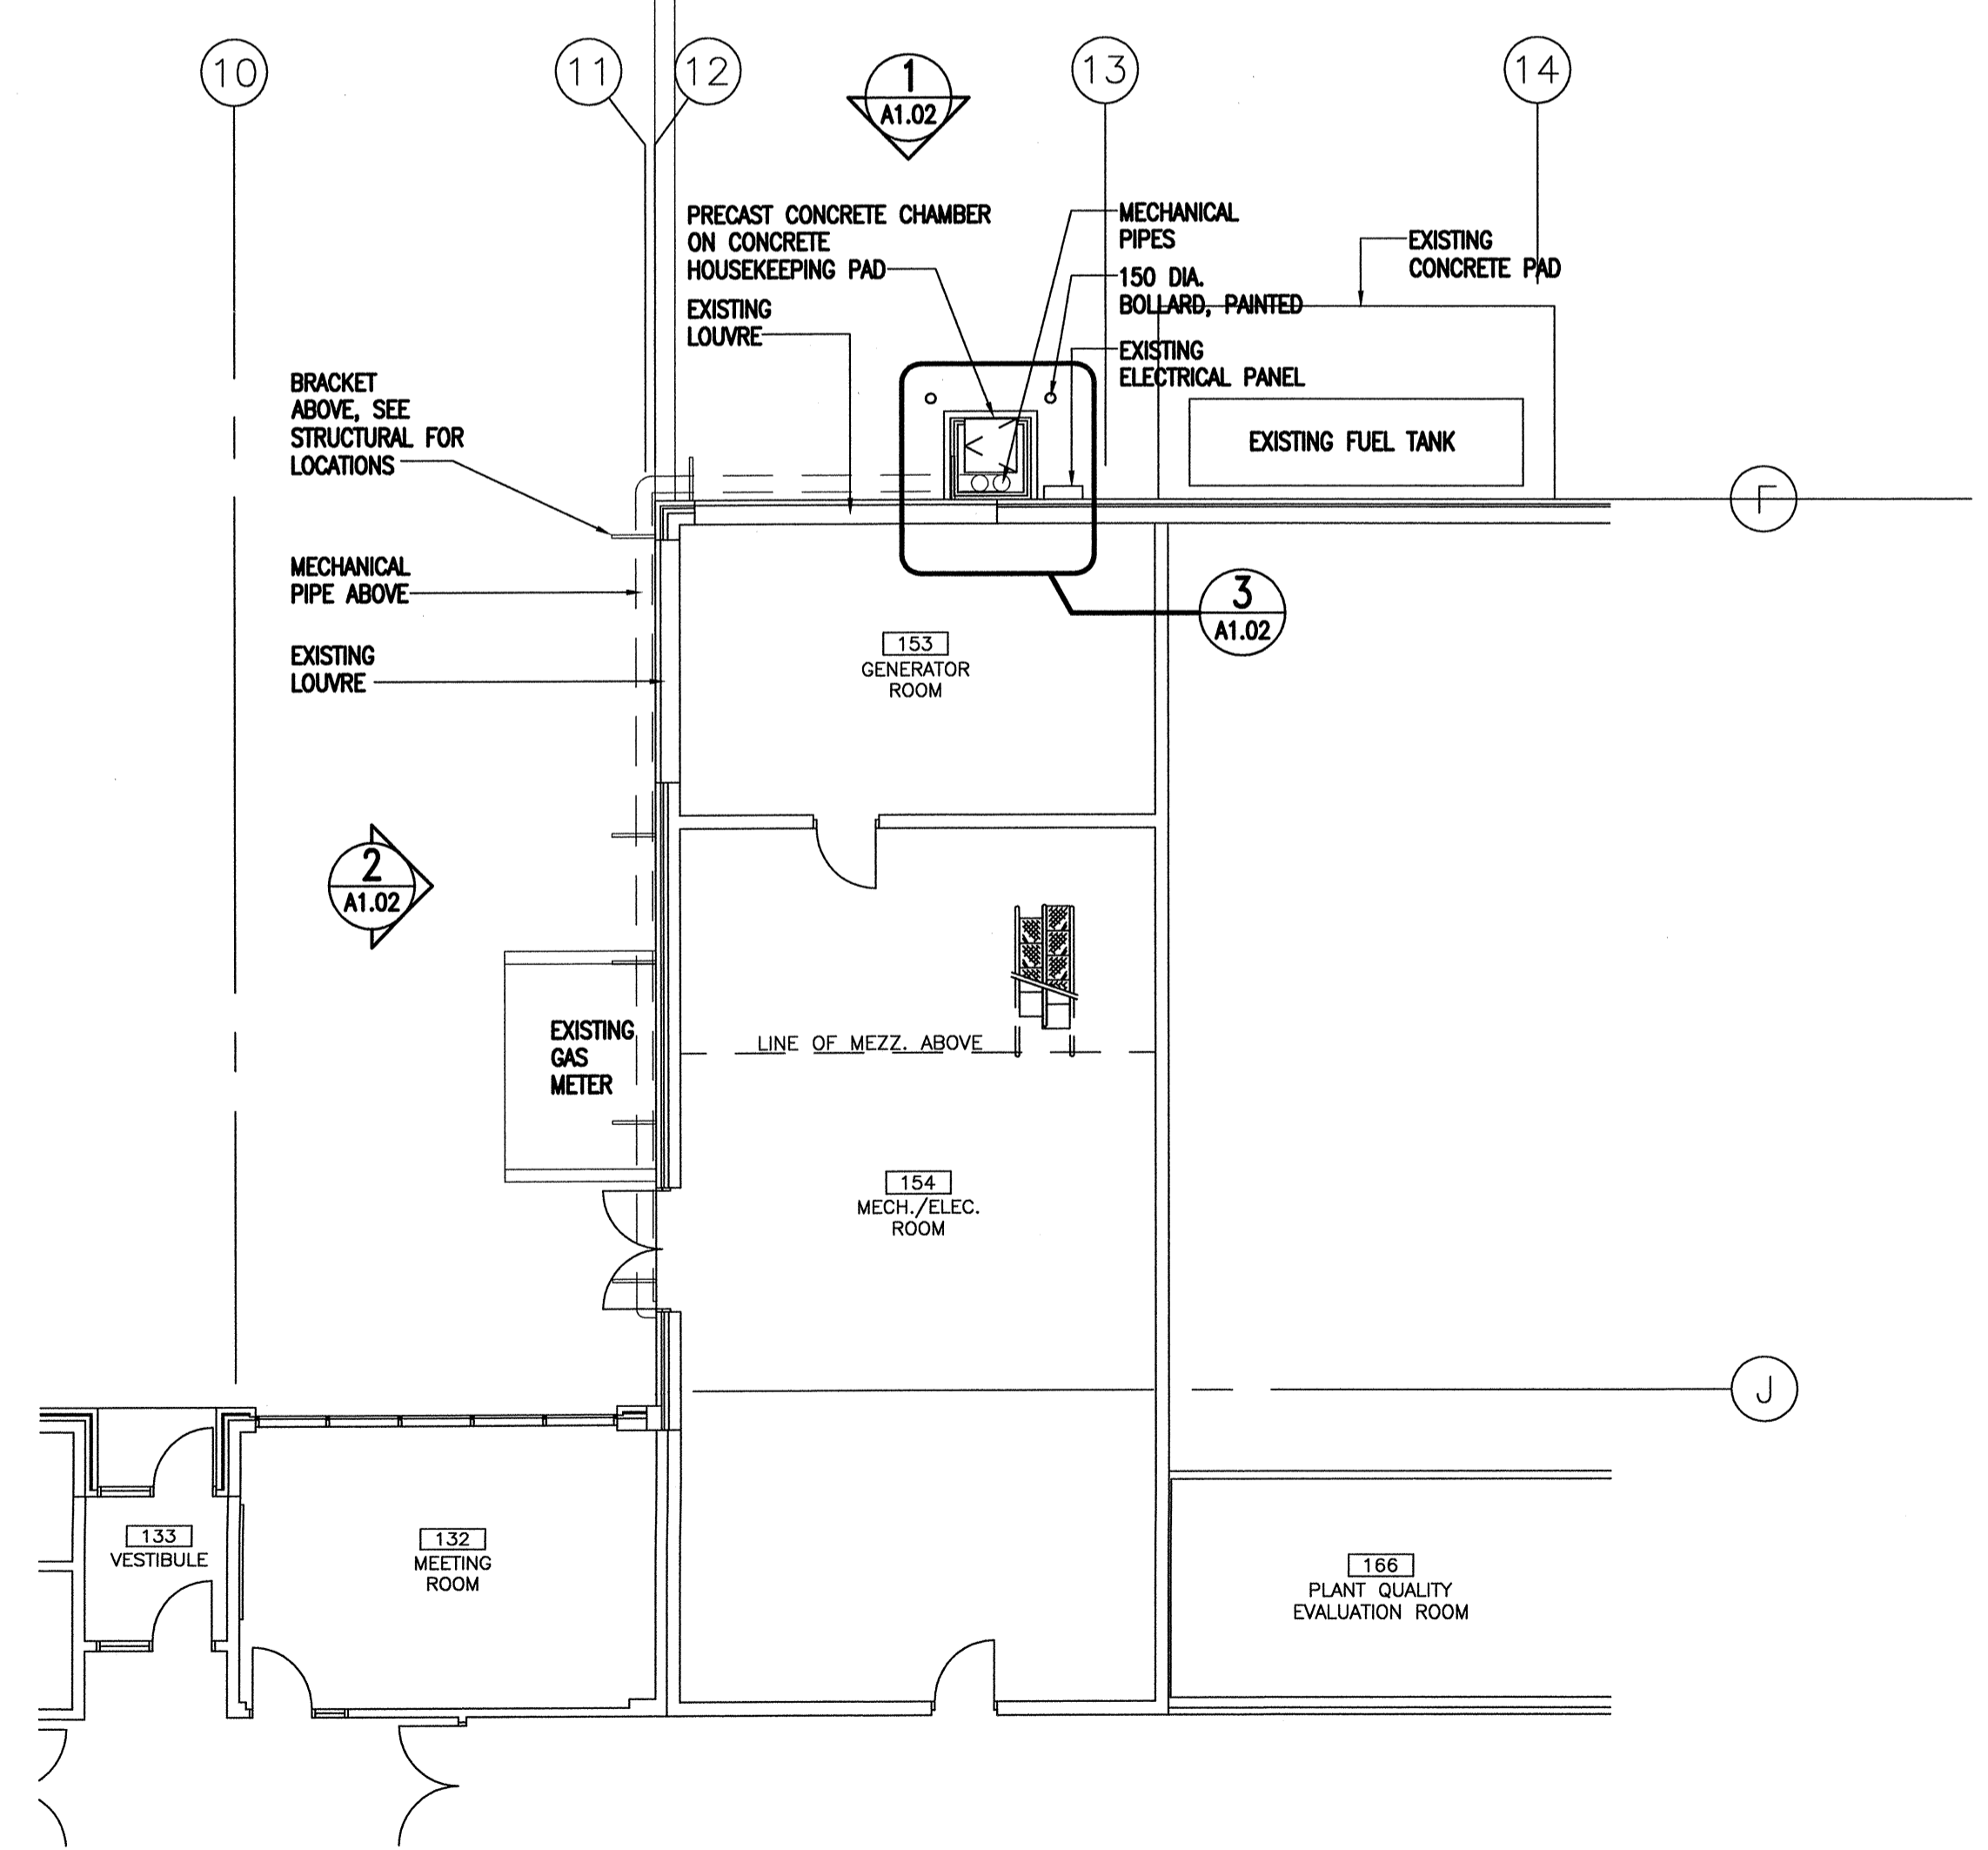 10
11
12
1
A1.02
13
14
PRECAST CONCRETE CHAMBER
ON CONCRETE
HOUSEKEEPING PAD
MECHANICAL
PIPES
EXISTING
CONCRETE PAD
150 DIA.
BOLLARD, PAINTED
EXISTING
LOUVRE
EXISTING
ELECTRICAL PANEL
BRACKET
ABOVE, SEE
STRUCTURAL FOR
LOCATIONS
EXISTING FUEL TANK
F
MECHANICAL
PIPE ABOVE
3
A1.02
EXISTING
LOUVRE
153
GENERATOR
ROOM
2
A1.02
EXISTING
GAS
METER
LINE OF MEZZ. ABOVE
154
MECH./ELEC.
ROOM
J
133
VESTIBULE
132
MEETING
ROOM
166
PLANT QUALITY
EVALUATION ROOM